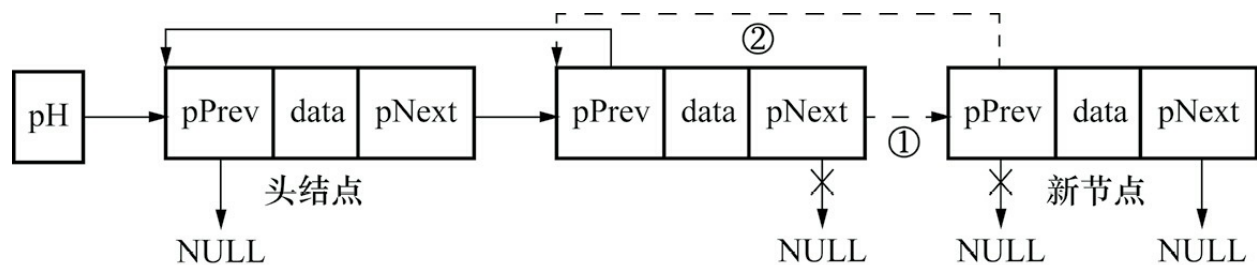 ②
pH pPrev data pNext pPrev data pNext ① pPrev data pNext
头结点 新节点
NULL NULL NULL NULL